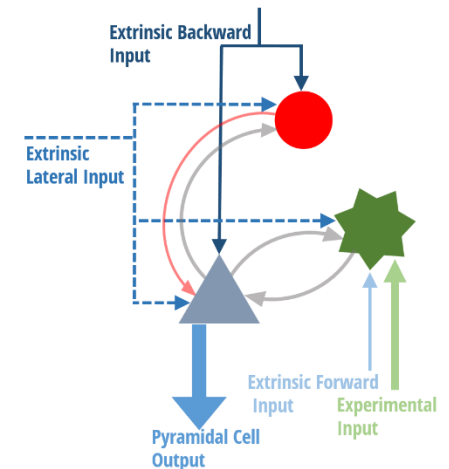 Extrinsic Backward
Input
Extrinsic
Lateral Input
Extrinsic Forward
Input
Experimental
Input
Pyramidal Cell
Output